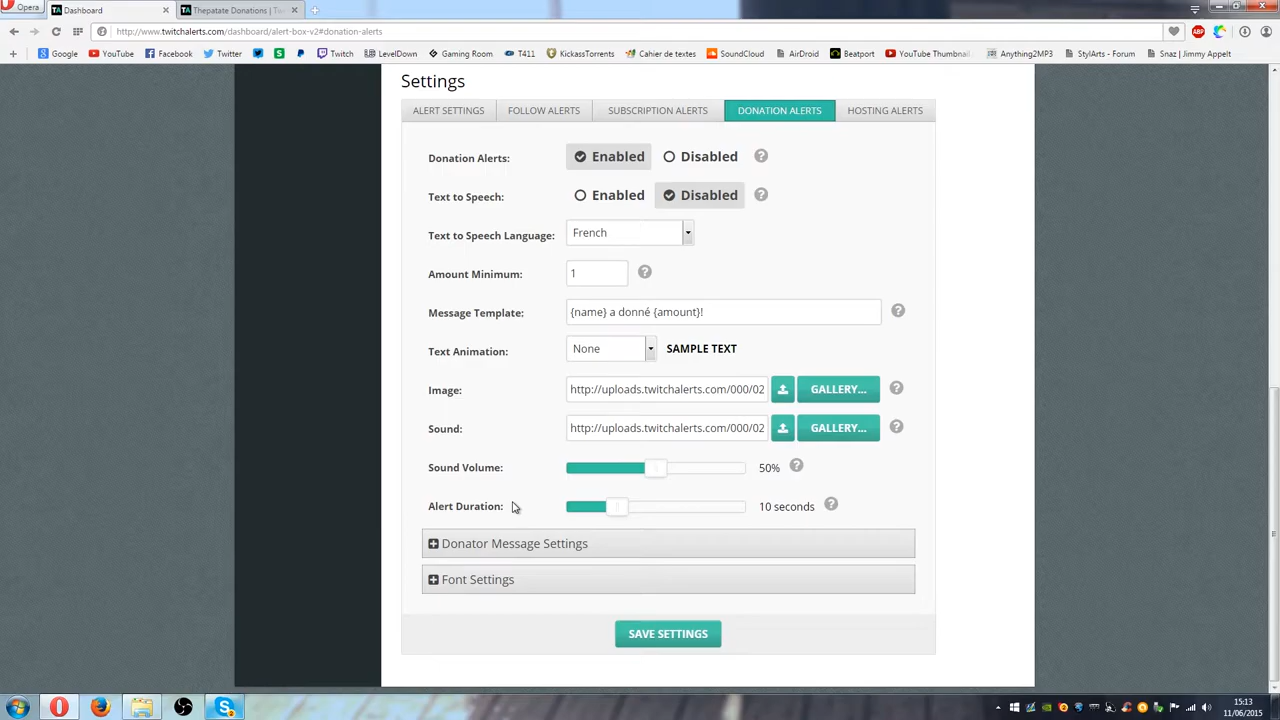 Opera
Dashboard
Thepatate Donations | Tw
http://www.twitchalerts.com/dashboard/alert-box-v2#donation-alerts
Google YouTube Facebook Twitter Twitch LevelDown Gaming Room T411 KickassTorrents Cahier de textes SoundCloud AirDroid Beatport YouTube Thumbnail Anything2MP3 StylArts - Forum Snaz | Jimmy Appelt
Settings
ALERT SETTINGS FOLLOW ALERTS SUBSCRIPTION ALERTS DONATION ALERTS HOSTING ALERTS
Donation Alerts: Enabled Disabled ?
Text to Speech: Enabled Disabled ?
Text to Speech Language: French
Amount Minimum: 1 ?
Message Template: {name} a donné {amount}! ?
Text Animation: None SAMPLE TEXT
Image: http://uploads.twitchalerts.com/000/02 GALLERY... ?
Sound: http://uploads.twitchalerts.com/000/02 GALLERY... ?
Sound Volume: 50% ?
Alert Duration: 10 seconds ?
Donator Message Settings
Font Settings
SAVE SETTINGS
15:13
11/06/2015